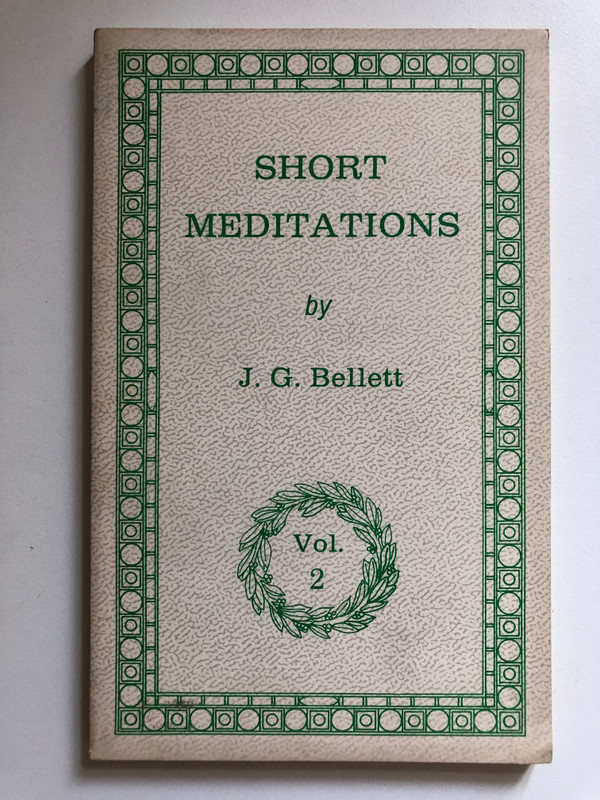 SHORT
MEDITATIONS
by
J. G. Bellett
Vol.
2